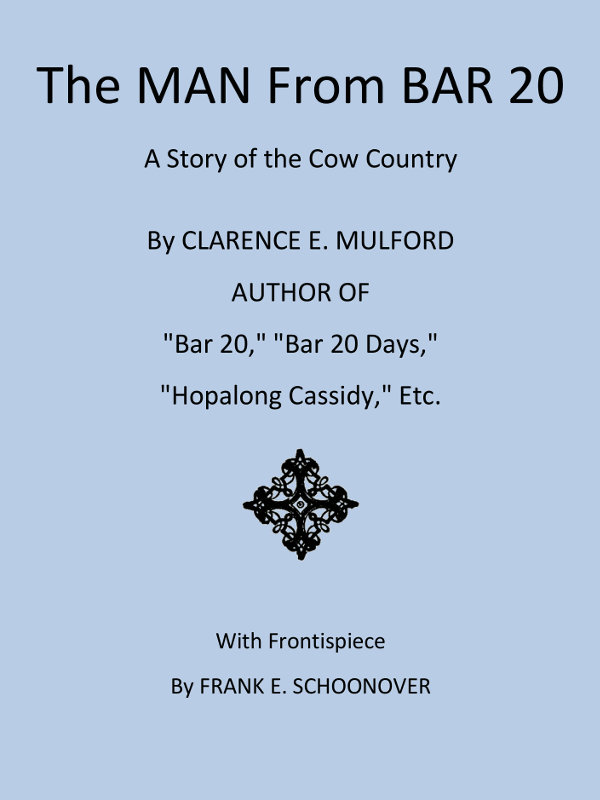 The MAN From BAR 20
A Story of the Cow Country
By CLARENCE E. MULFORD
AUTHOR OF
"Bar 20," "Bar 20 Days,"
"Hopalong Cassidy," Etc.
With Frontispiece
By FRANK E. SCHOONOVER